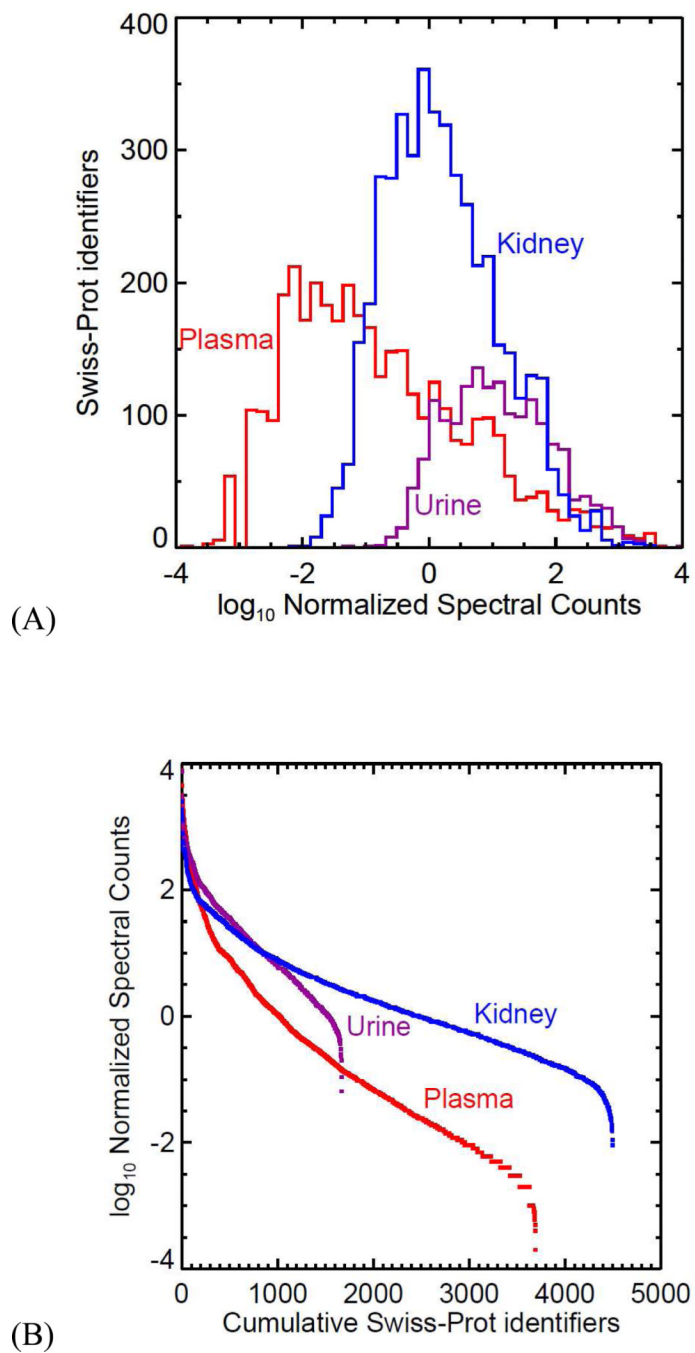 400
300
200
100
0
Swiss-Prot identifiers
Kidney
Plasma
Urine
-4 -2 0 2 4
log10 Normalized Spectral Counts
(A)
4
2
0
-2
-4
log10 Normalized Spectral Counts
Kidney
Urine
Plasma
0 1000 2000 3000 4000 5000
Cumulative Swiss-Prot identifiers
(B)